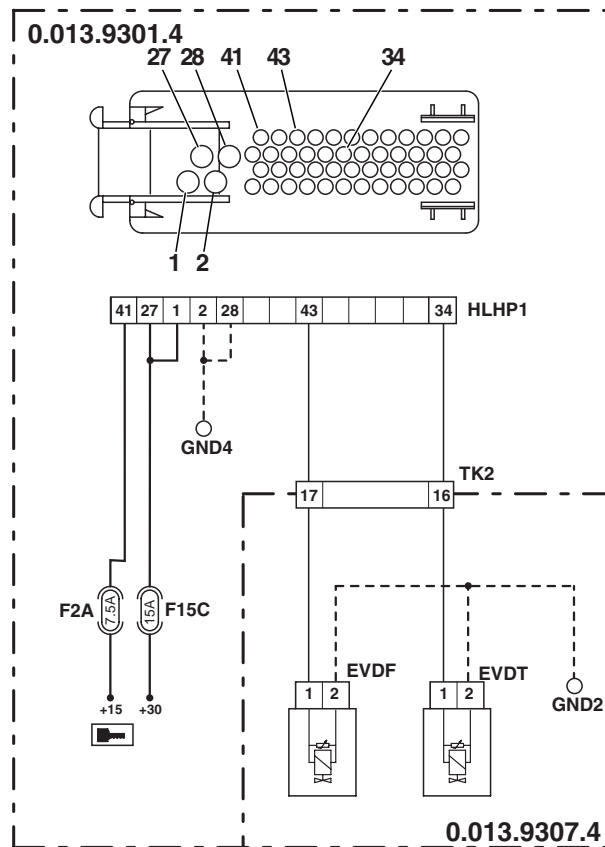 0.013.9301.4
27 28 41 43 34
1 2
41 27 1 2 28 43 34 HLHP1
GND4
TK2
17 16
F2A 7.5A 15A F15C
EVDF EVDT
1 2 1 2
GND2
+15 +30
0.013.9307.4